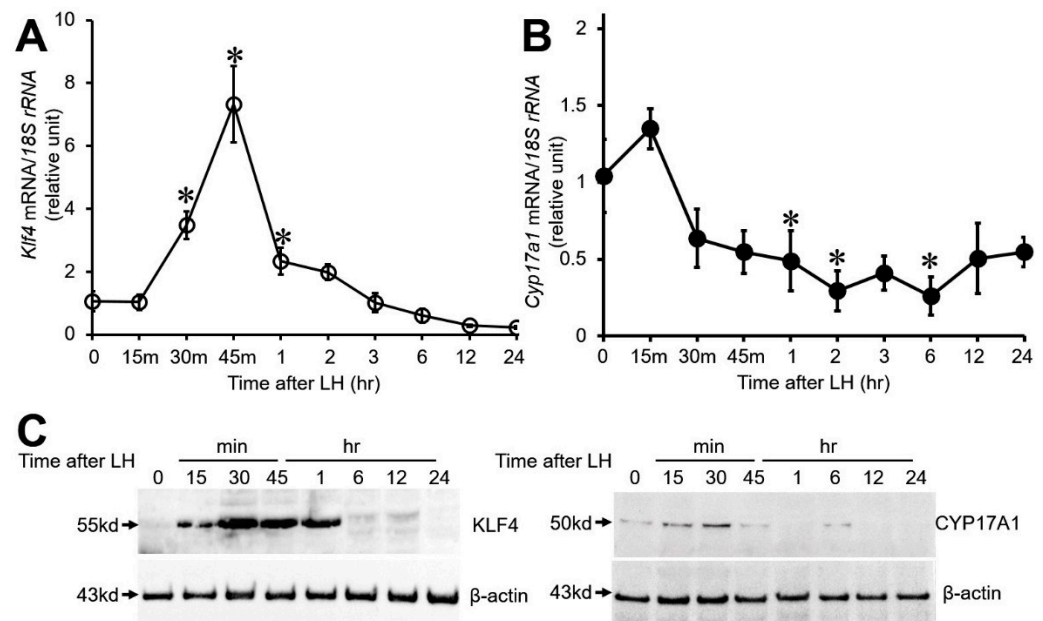 A
Klf4 mRNA/18S rRNA
(relative unit)
10
8
6
4
2
0
*
*
*
0 15m 30m 45m 1 2 3 6 12 24
Time after LH (hr)
B
Cyp17a1 mRNA/18S rRNA
(relative unit)
2
1.5
1
0.5
0
*
*
*
0 15m 30m 45m 1 2 3 6 12 24
Time after LH (hr)
C
min hr
Time after LH 0 15 30 45 1 6 12 24
55kd KLF4
43kd β-actin
min hr
Time after LH 0 15 30 45 1 6 12 24
50kd CYP17A1
43kd β-actin